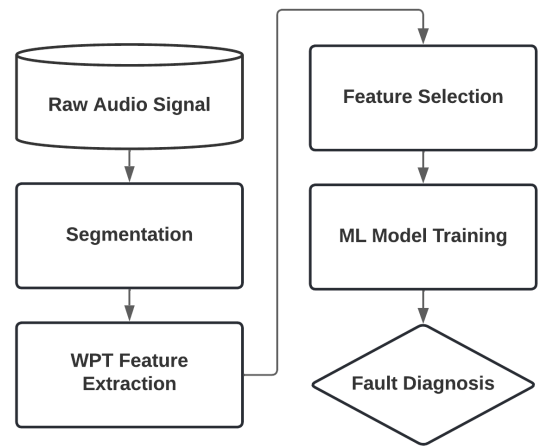 Raw Audio Signal
Segmentation
WPT Feature
Extraction
Feature Selection
ML Model Training
Fault Diagnosis